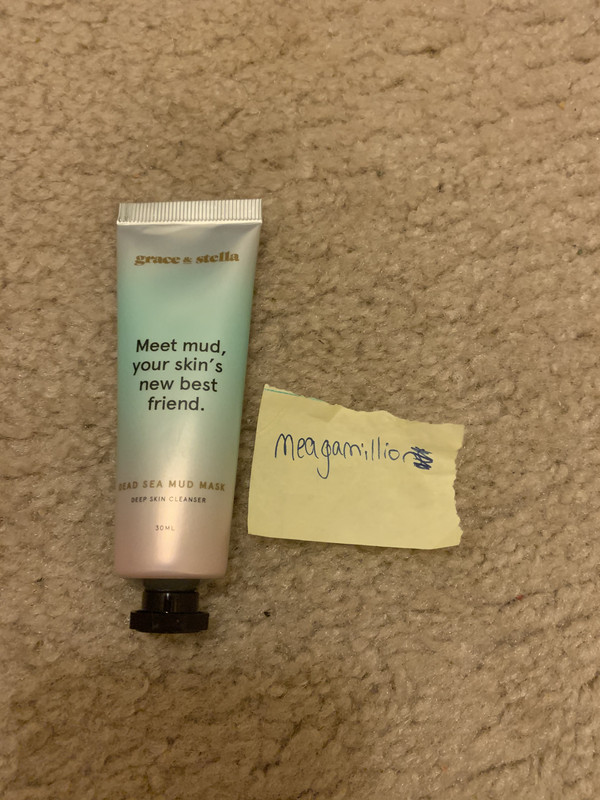 grace & stella
Meet mud,
your skin's
new best
friend.
DEAD SEA MUD MASK
DEEP SKIN CLEANSER
30ML
meagamillion